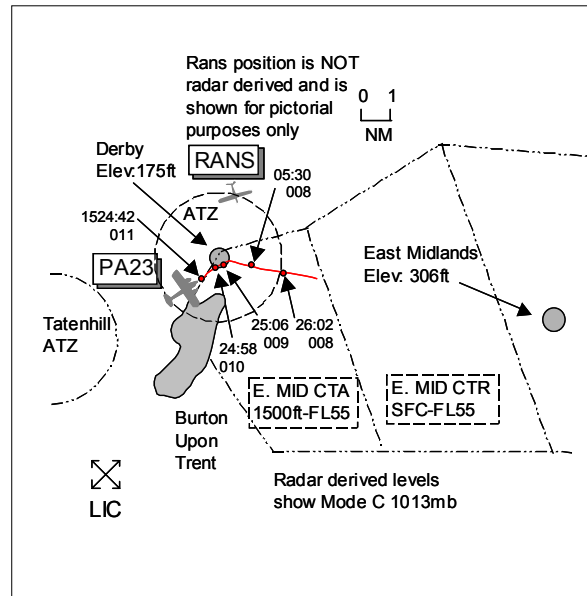 Rans position is NOT
radar derived and is
shown for pictorial
purposes only
0 1
NM
Derby
Elev:175ft
RANS
05:30
008
ATZ
1524:42
011
PA23
East Midlands
Elev: 306ft
Tatenhill
ATZ
25:06
009
26:02
008
24:58
010
E. MID CTA
1500ft-FL55
E. MID CTR
SFC-FL55
Burton
Upon
Trent
LIC
Radar derived levels
show Mode C 1013mb